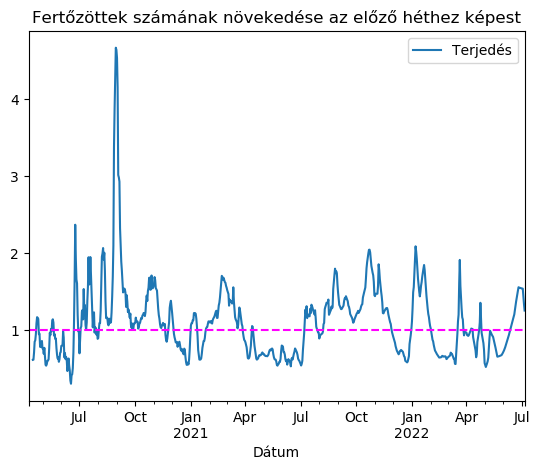 Fertőzöttek számának növekedése az előző héthez képest
Terjedés
4
3
2
1
Jul Oct Jan Apr Jul Oct Jan Apr Jul
2021 2022
Dátum